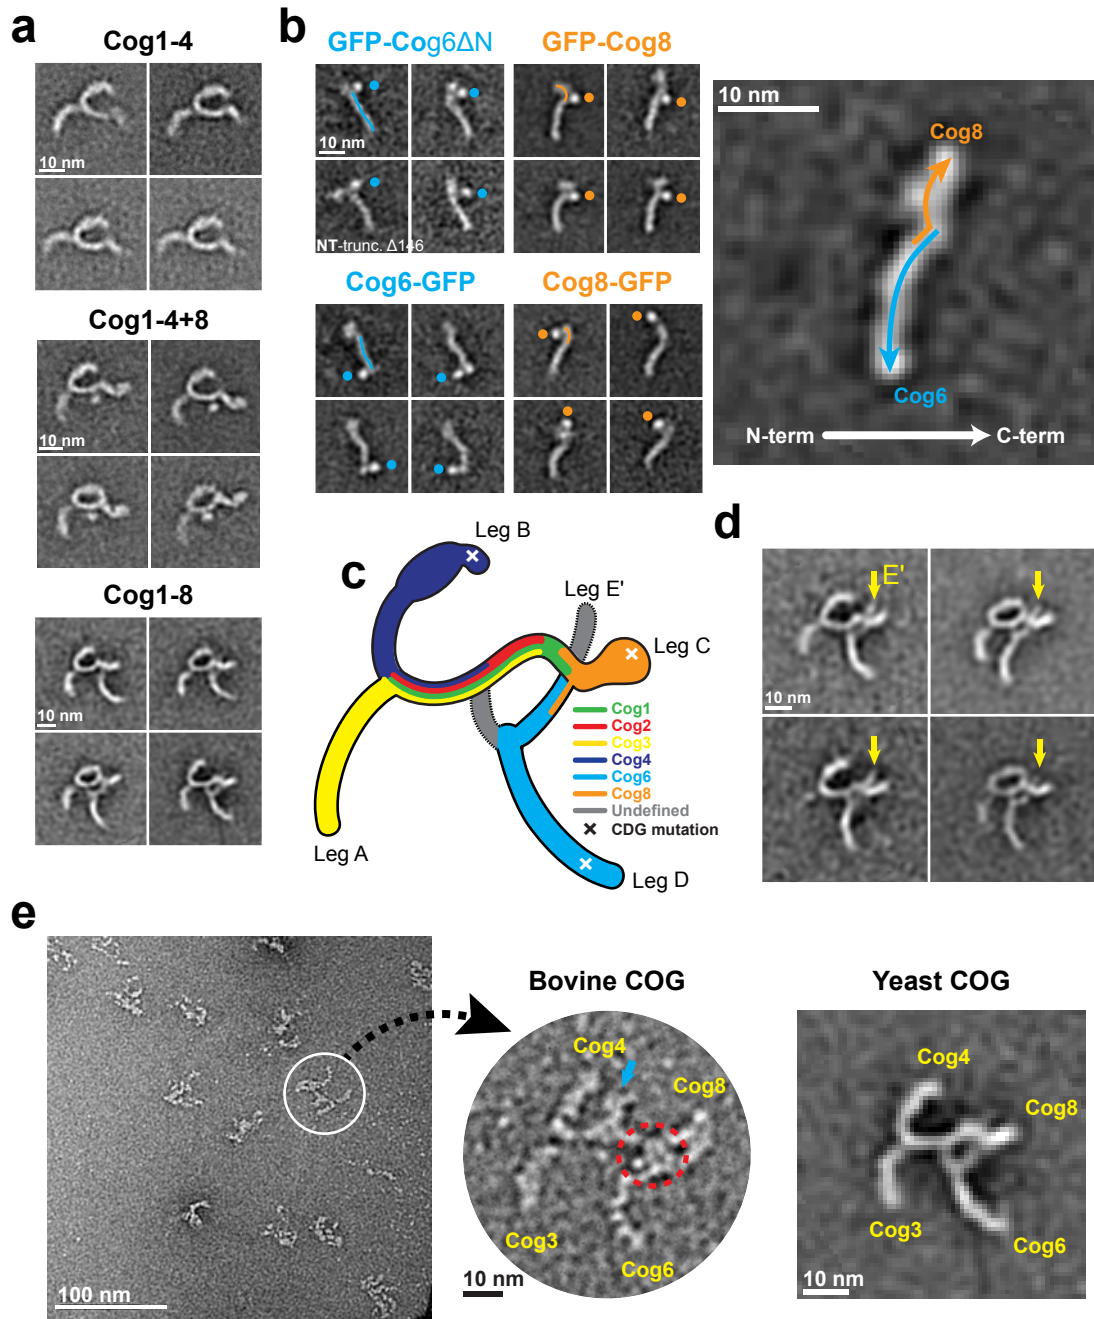 a
Cog1-4
10 nm
Cog1-4+8
10 nm
Cog1-8
10 nm
b
GFP-Cog6ΔN
10 nm
NT-trunc. Δ146
GFP-Cog8
Cog6-GFP
Cog8-GFP
10 nm
Cog8
Cog6
N-term
C-term
c
Leg B
Leg E'
Leg C
Cog1
Cog2
Cog3
Cog4
Cog6
Cog8
Undefined
CDG mutation
Leg A
Leg D
d
E'
10 nm
e
100 nm
Bovine COG
Cog4
Cog8
Cog3
Cog6
10 nm
Yeast COG
Cog4
Cog8
Cog3
Cog6
10 nm